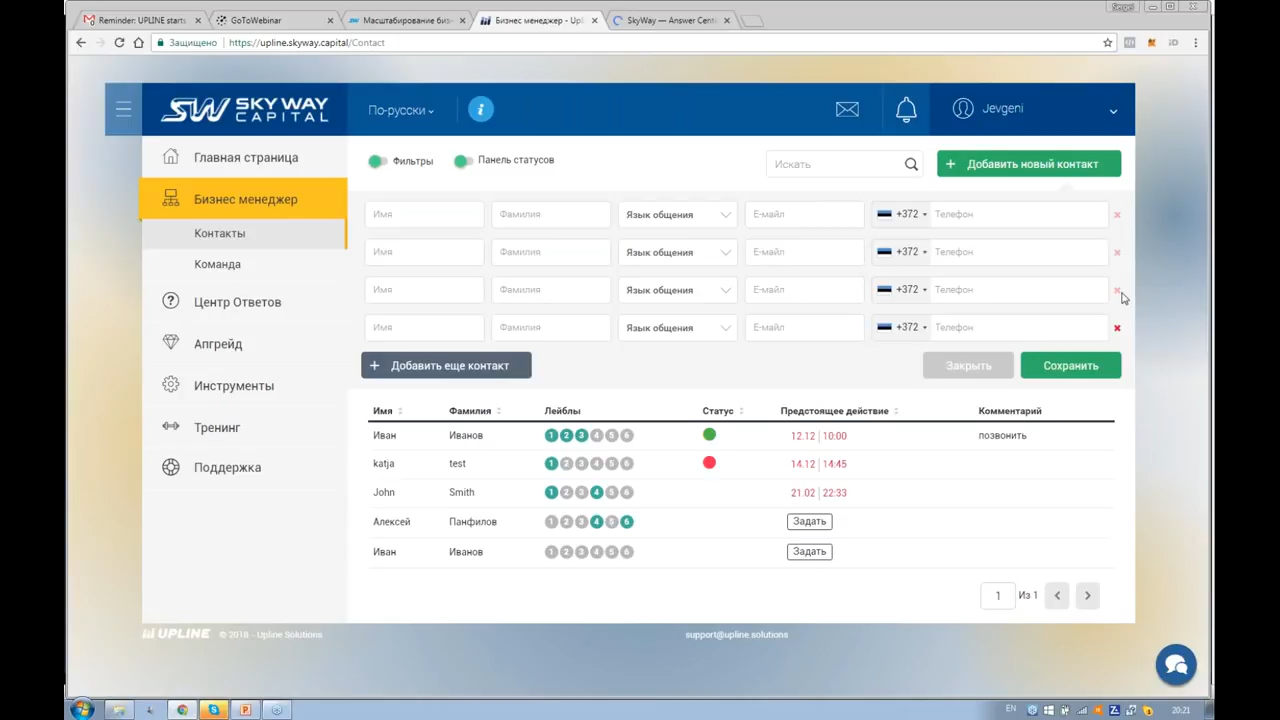 Sergei
Reminder: UPLINE starts
GoToWebinar
Масштабирование биз
Бизнес менеджер - Upl
SkyWay — Answer Cent
Защищено
https://upline.skyway.capital/Contact
SW SKY WAY CAPITAL
По-русски
i
Jevgeni
Главная страница
Бизнес менеджер
Контакты
Команда
Центр Ответов
Апгрейд
Инструменты
Тренинг
Поддержка
Фильтры
Панель статусов
Искать
+ Добавить новый контакт
Имя Фамилия Язык общения Е-майл +372 Телефон ×
Имя Фамилия Язык общения Е-майл +372 Телефон ×
Имя Фамилия Язык общения Е-майл +372 Телефон ×
Имя Фамилия Язык общения Е-майл +372 Телефон ×
+ Добавить еще контакт
Закрыть
Сохранить
Имя Фамилия Лейблы Статус Предстоящее действие Комментарий
Иван Иванов 1 2 3 4 5 6 12.12 | 10:00 позвонить
katja test 1 2 3 4 5 6 14.12 | 14:45
John Smith 1 2 3 4 5 6 21.02 | 22:33
Алексей Панфилов 1 2 3 4 5 6 Задать
Иван Иванов 1 2 3 4 5 6 Задать
1 Из 1 < >
UPLINE © 2018 - Upline Solutions
support@upline.solutions
EN
20:21